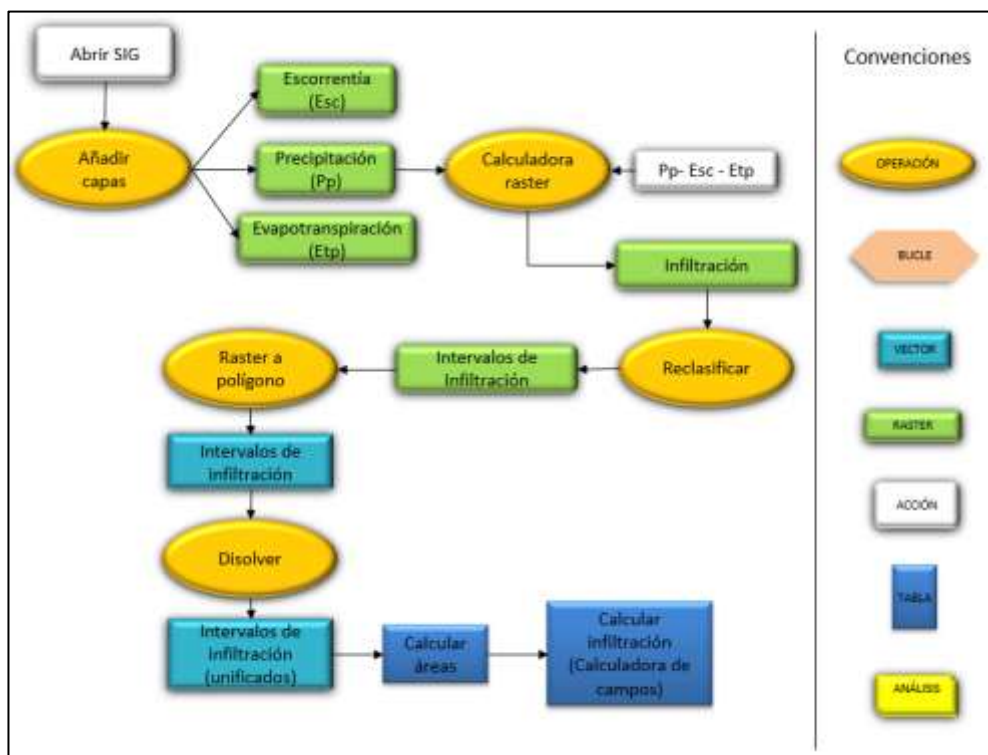 Abrir SIG
Añadir
capas
Escorrentía
(Esc)
Precipitación
(Pp)
Evapotranspiración
(Etp)
Calculadora
raster
Pp- Esc - Etp
Infiltración
Reclasificar
Intervalos de
Infiltración
Raster a
polígono
Intervalos de
infiltración
Disolver
Intervalos de
Infiltración
(unificados)
Calcular
áreas
Calcular
infiltración
(Calculadora de
campos)
Convenciones
OPERACIÓN
BUCLE
VECTOR
RASTER
ACCIÓN
TABLA
ANÁLISIS